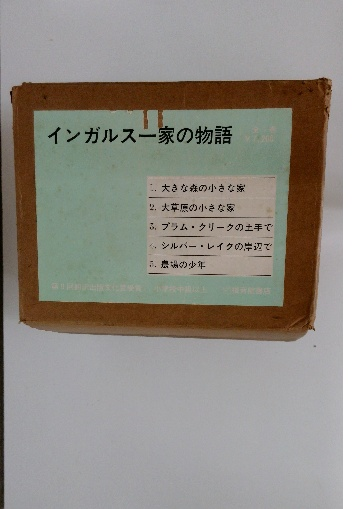 インガルス一家の物語
1. 大きな森の小さな家
2. 大草原の小さな家
3. プラム・クリークの土手で
4. シルバー・レイクの岸辺で
5. 農場の少年